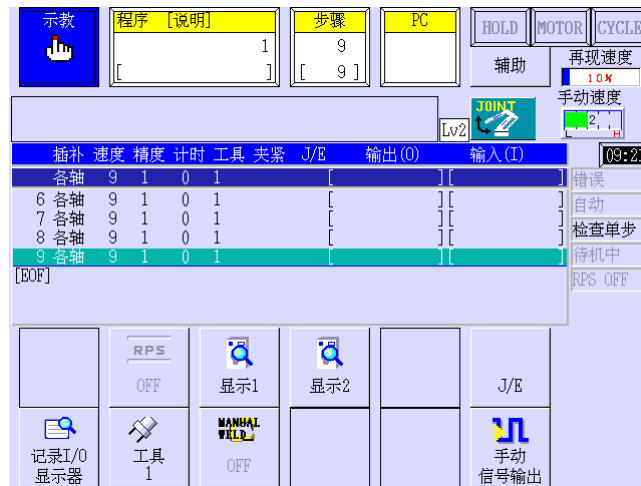 示教 程序 [说明] 步骤 PC HOLD MOTOR CYCLE
1 9 辅助 再现速度
[ ] [ 9 ] 10%
手动速度
Lv2 JOINT 2
L H
插补 速度 精度 计时 工具 夹紧 J/E 输出(O) 输入(I)
各轴 9 1 0 1 [ ][ ] 错误
6 各轴 9 1 0 1 [ ][ ] 自动
7 各轴 9 1 0 1 [ ][ ]
8 各轴 9 1 0 1 [ ][ ] 检查单步
9 各轴 9 1 0 1 [ ][ ] 待机中
[EOF] RPS OFF
RPS
OFF 显示1 显示2 J/E
MANUAL
WELD
记录I/O 工具 OFF 手动
显示器 1 信号输出